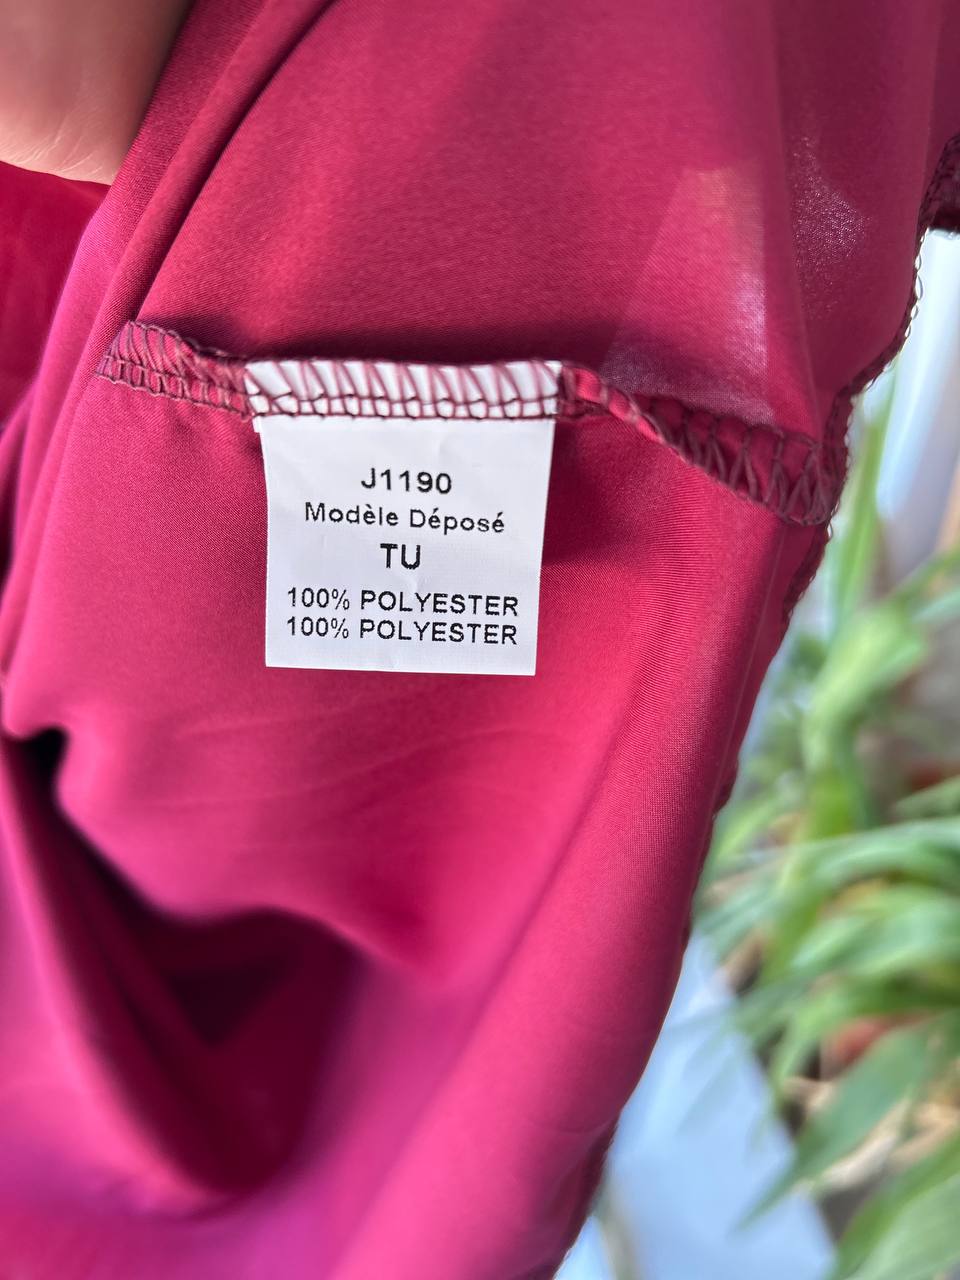 J1190
Modèle Déposé
TU
100% POLYESTER
100% POLYESTER